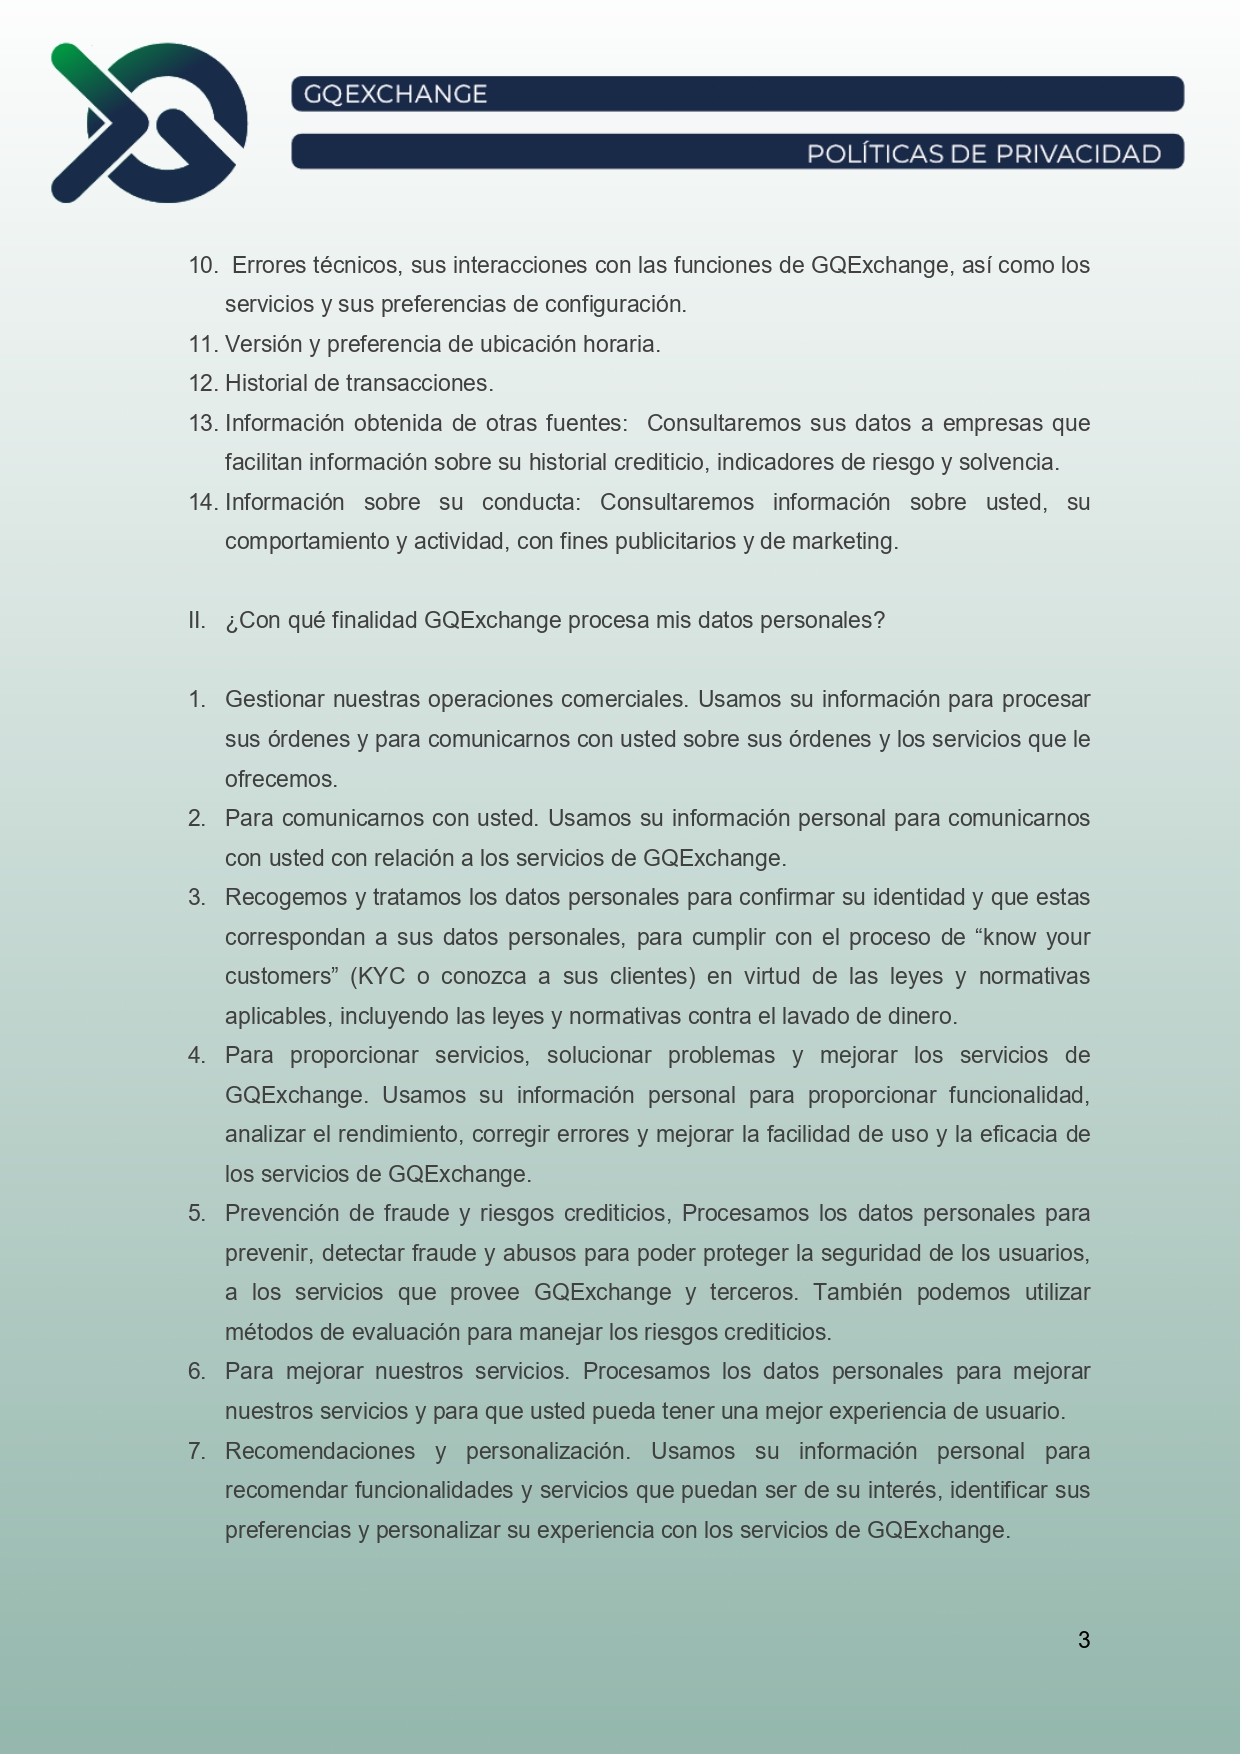 GQEXCHANGE
POLÍTICAS DE PRIVACIDAD
10. Errores técnicos, sus interacciones con las funciones de GQExchange, así como los
servicios y sus preferencias de configuración.
11. Versión y preferencia de ubicación horaria.
12. Historial de transacciones.
13. Información obtenida de otras fuentes: Consultaremos sus datos a empresas que
facilitan información sobre su historial crediticio, indicadores de riesgo y solvencia.
14. Información sobre su conducta: Consultaremos información sobre usted, su
comportamiento y actividad, con fines publicitarios y de marketing.
II. ¿Con qué finalidad GQExchange procesa mis datos personales?
1. Gestionar nuestras operaciones comerciales. Usamos su información para procesar
sus órdenes y para comunicarnos con usted sobre sus órdenes y los servicios que le
ofrecemos.
2. Para comunicarnos con usted. Usamos su información personal para comunicarnos
con usted con relación a los servicios de GQExchange.
3. Recogemos y tratamos los datos personales para confirmar su identidad y que estas
correspondan a sus datos personales, para cumplir con el proceso de “know your
customers” (KYC o conozca a sus clientes) en virtud de las leyes y normativas
aplicables, incluyendo las leyes y normativas contra el lavado de dinero.
4. Para proporcionar servicios, solucionar problemas y mejorar los servicios de
GQExchange. Usamos su información personal para proporcionar funcionalidad,
analizar el rendimiento, corregir errores y mejorar la facilidad de uso y la eficacia de
los servicios de GQExchange.
5. Prevención de fraude y riesgos crediticios, Procesamos los datos personales para
prevenir, detectar fraude y abusos para poder proteger la seguridad de los usuarios,
a los servicios que provee GQExchange y terceros. También podemos utilizar
métodos de evaluación para manejar los riesgos crediticios.
6. Para mejorar nuestros servicios. Procesamos los datos personales para mejorar
nuestros servicios y para que usted pueda tener una mejor experiencia de usuario.
7. Recomendaciones y personalización. Usamos su información personal para
recomendar funcionalidades y servicios que puedan ser de su interés, identificar sus
preferencias y personalizar su experiencia con los servicios de GQExchange.
3